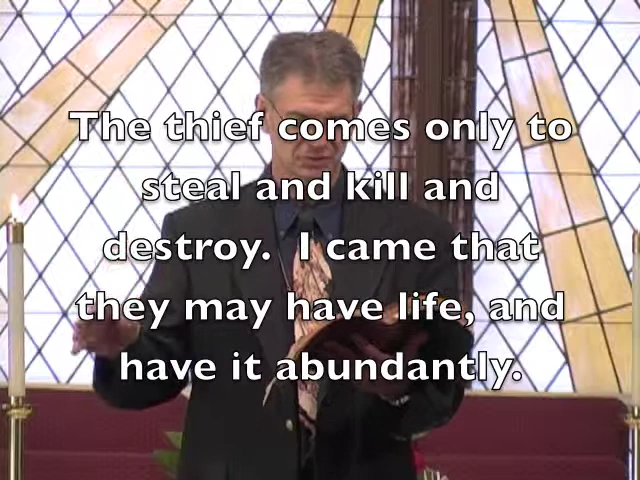 The thief comes only to
steal and kill and
destroy.  I came that
they may have life, and
have it abundantly.